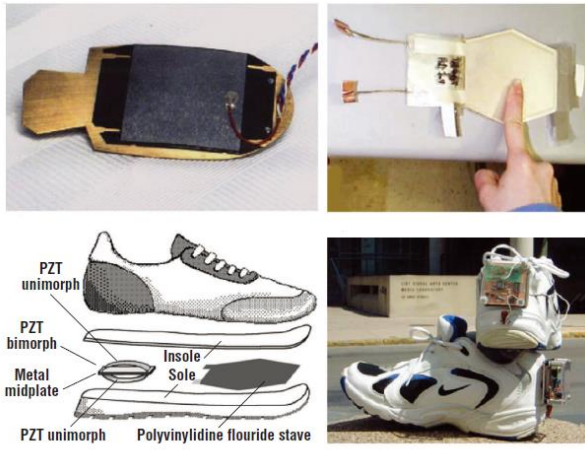 PZT
unimorph
PZT
bimorph
Metal
midplate
PZT unimorph
Insole
Sole
Polyvinylidine flouride stave